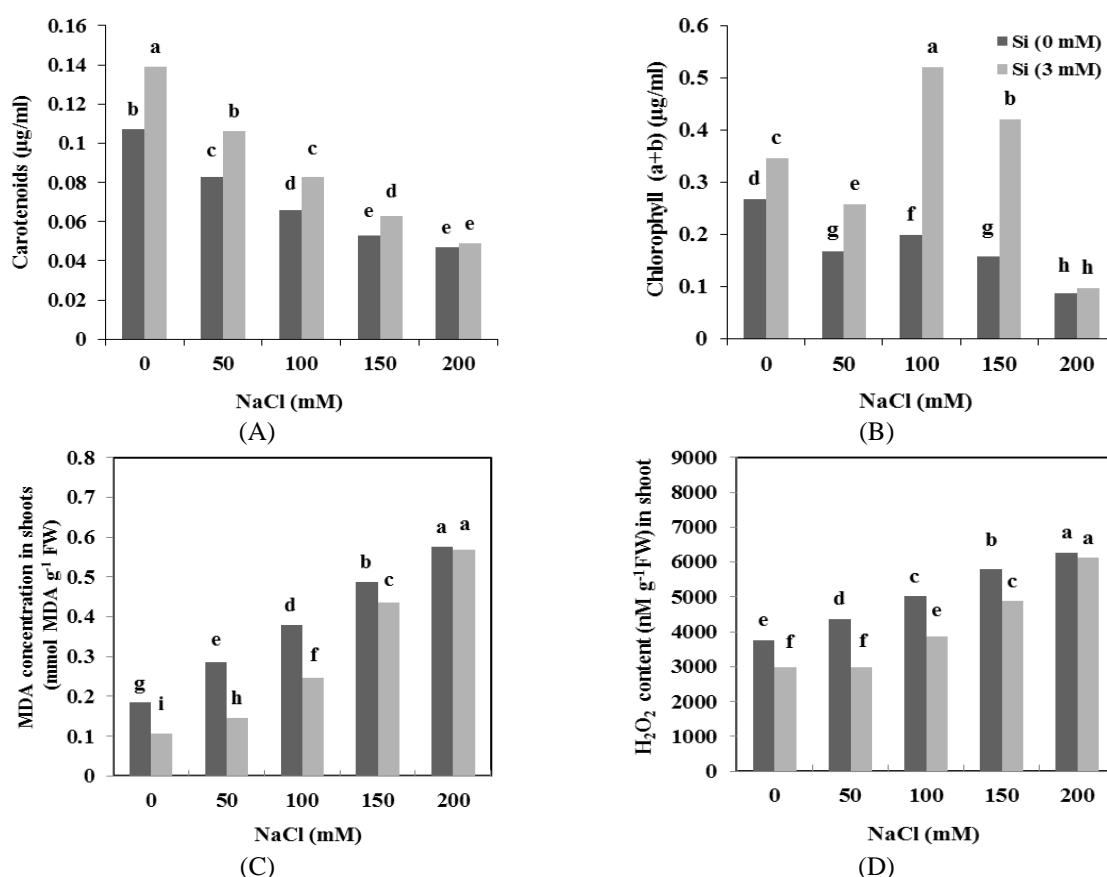 Carotenoids (µg/ml)
0.16
0.14
0.12
0.1
0.08
0.06
0.04
0.02
0
b a c b d c e d e e
0 50 100 150 200
NaCl (mM)
(A)
Chlorophyll (a+b) (µg/ml)
0.6
0.5
0.4
0.3
0.2
0.1
0
Si (0 mM)
Si (3 mM)
d c g e f a g b h h
0 50 100 150 200
NaCl (mM)
(B)
MDA concentration in shoots
(mmol MDA g⁻¹ FW)
0.8
0.7
0.6
0.5
0.4
0.3
0.2
0.1
0
g i e h d f b c a a
0 50 100 150 200
NaCl (mM)
(C)
H₂O₂ content (nM g⁻¹ FW) in shoot
9000
8000
7000
6000
5000
4000
3000
2000
1000
0
e f d f c e b c a a
0 50 100 150 200
NaCl (mM)
(D)